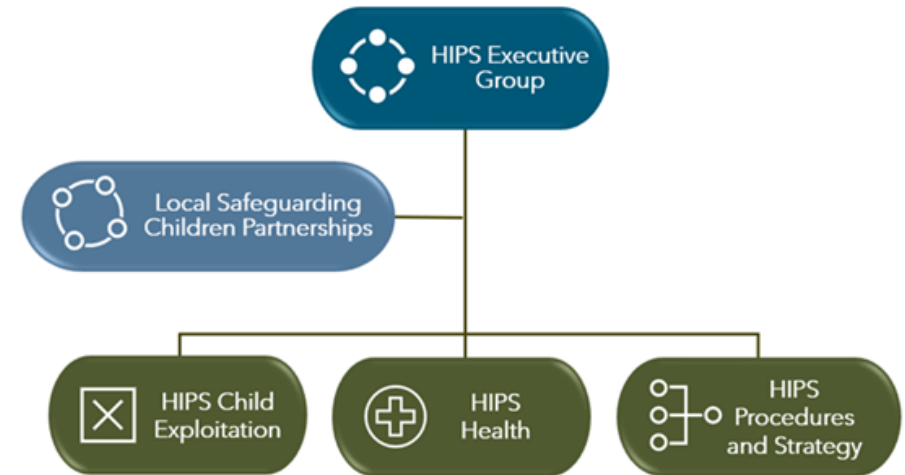 HIPS Executive
Group
Local Safeguarding
Children Partnerships
HIPS Child
Exploitation
HIPS
Health
HIPS
Procedures
and Strategy